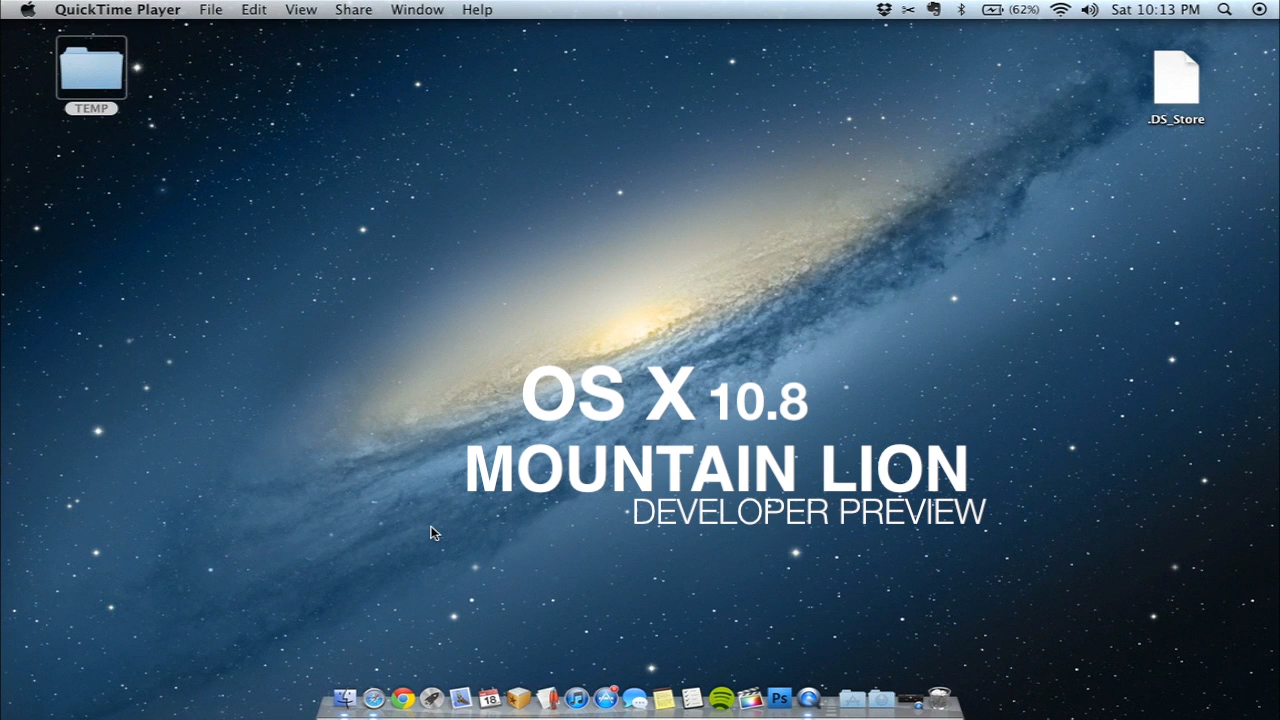 QuickTime Player File Edit View Share Window Help (62%) Sat 10:13 PM
TEMP
.DS_Store
OS X 10.8
MOUNTAIN LION
DEVELOPER PREVIEW
18
Ps